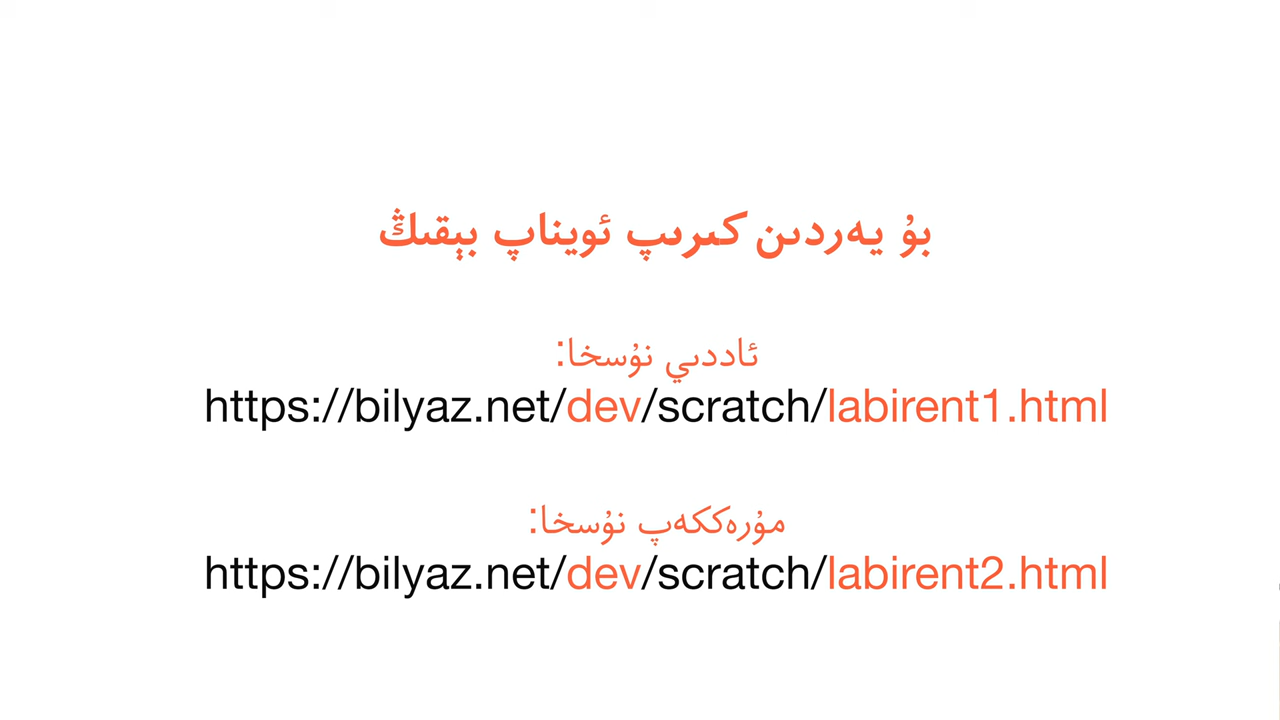 بۇ يەردىن كىرىپ ئويناپ بېقىڭ
ئاددىي نۇسخا:
https://bilyaz.net/dev/scratch/labirent1.html
مۇرەككەپ نۇسخا:
https://bilyaz.net/dev/scratch/labirent2.html